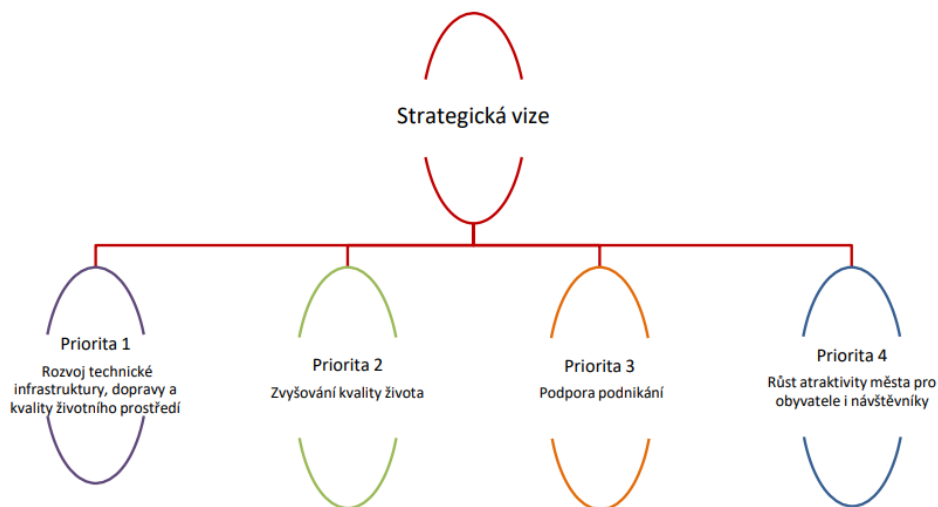 Strategická vize
Priorita 1
Rozvoj technické
infrastruktury, dopravy a
kvality životního prostředí
Priorita 2
Zvyšování kvality života
Priorita 3
Podpora podnikání
Priorita 4
Růst atraktivity města pro
obyvatele i návštěvníky